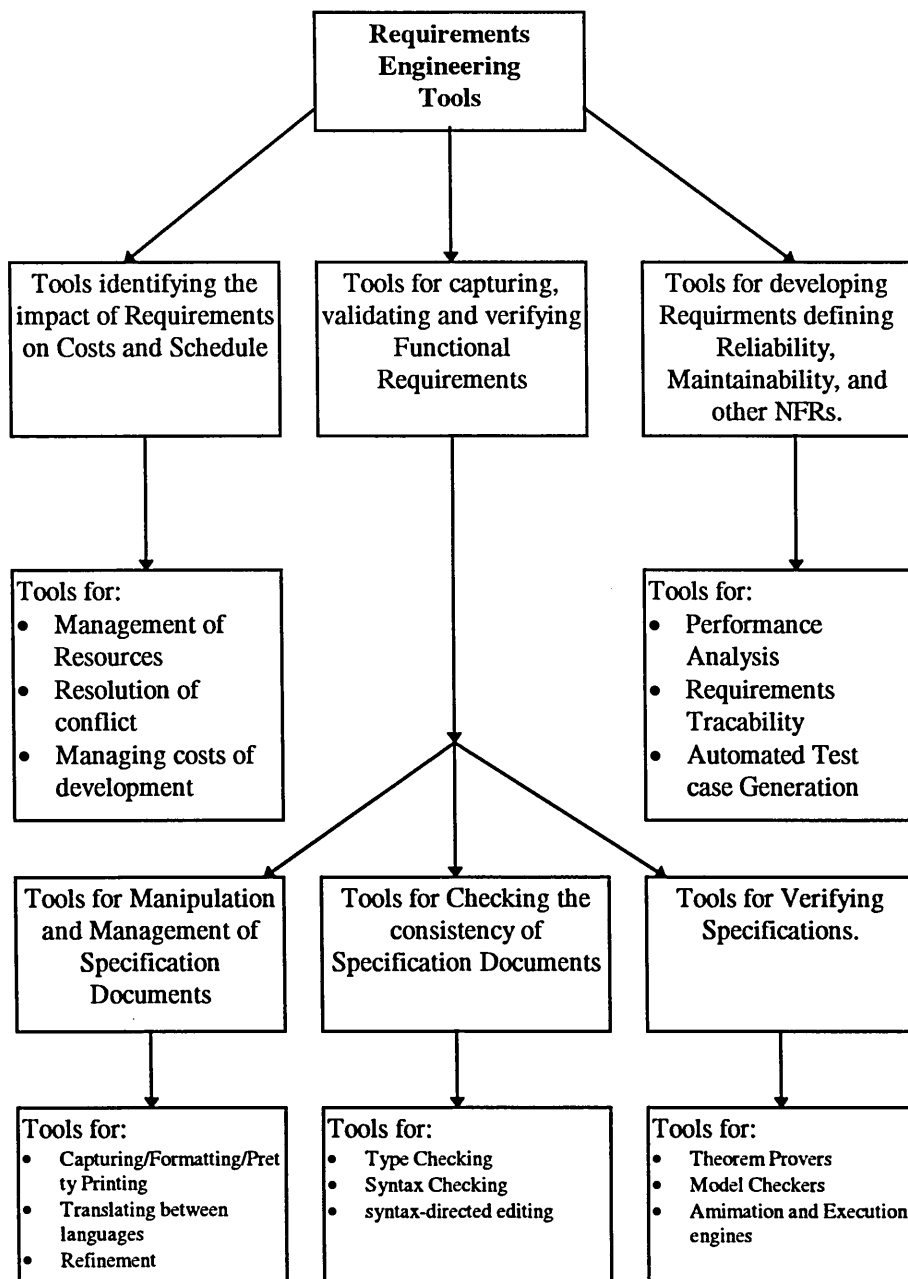 Requirements
Engineering
Tools
Tools identifying the
impact of Requirements
on Costs and Schedule
Tools for capturing,
validating and verifying
Functional
Requirements
Tools for developing
Requirments defining
Reliability,
Maintainability, and
other NFRs.
Tools for:
• Management of
Resources
• Resolution of
conflict
• Managing costs of
development
Tools for:
• Performance
Analysis
• Requirements
Tracability
• Automated Test
case Generation
Tools for Manipulation
and Management of
Specification
Documents
Tools for Checking the
consistency of
Specification Documents
Tools for Verifying
Specifications.
Tools for:
• Capturing/Formatting/Pret
ty Printing
• Translating between
languages
• Refinement
Tools for:
• Type Checking
• Syntax Checking
• syntax-directed editing
Tools for:
• Theorem Provers
• Model Checkers
• Amimation and Execution
engines